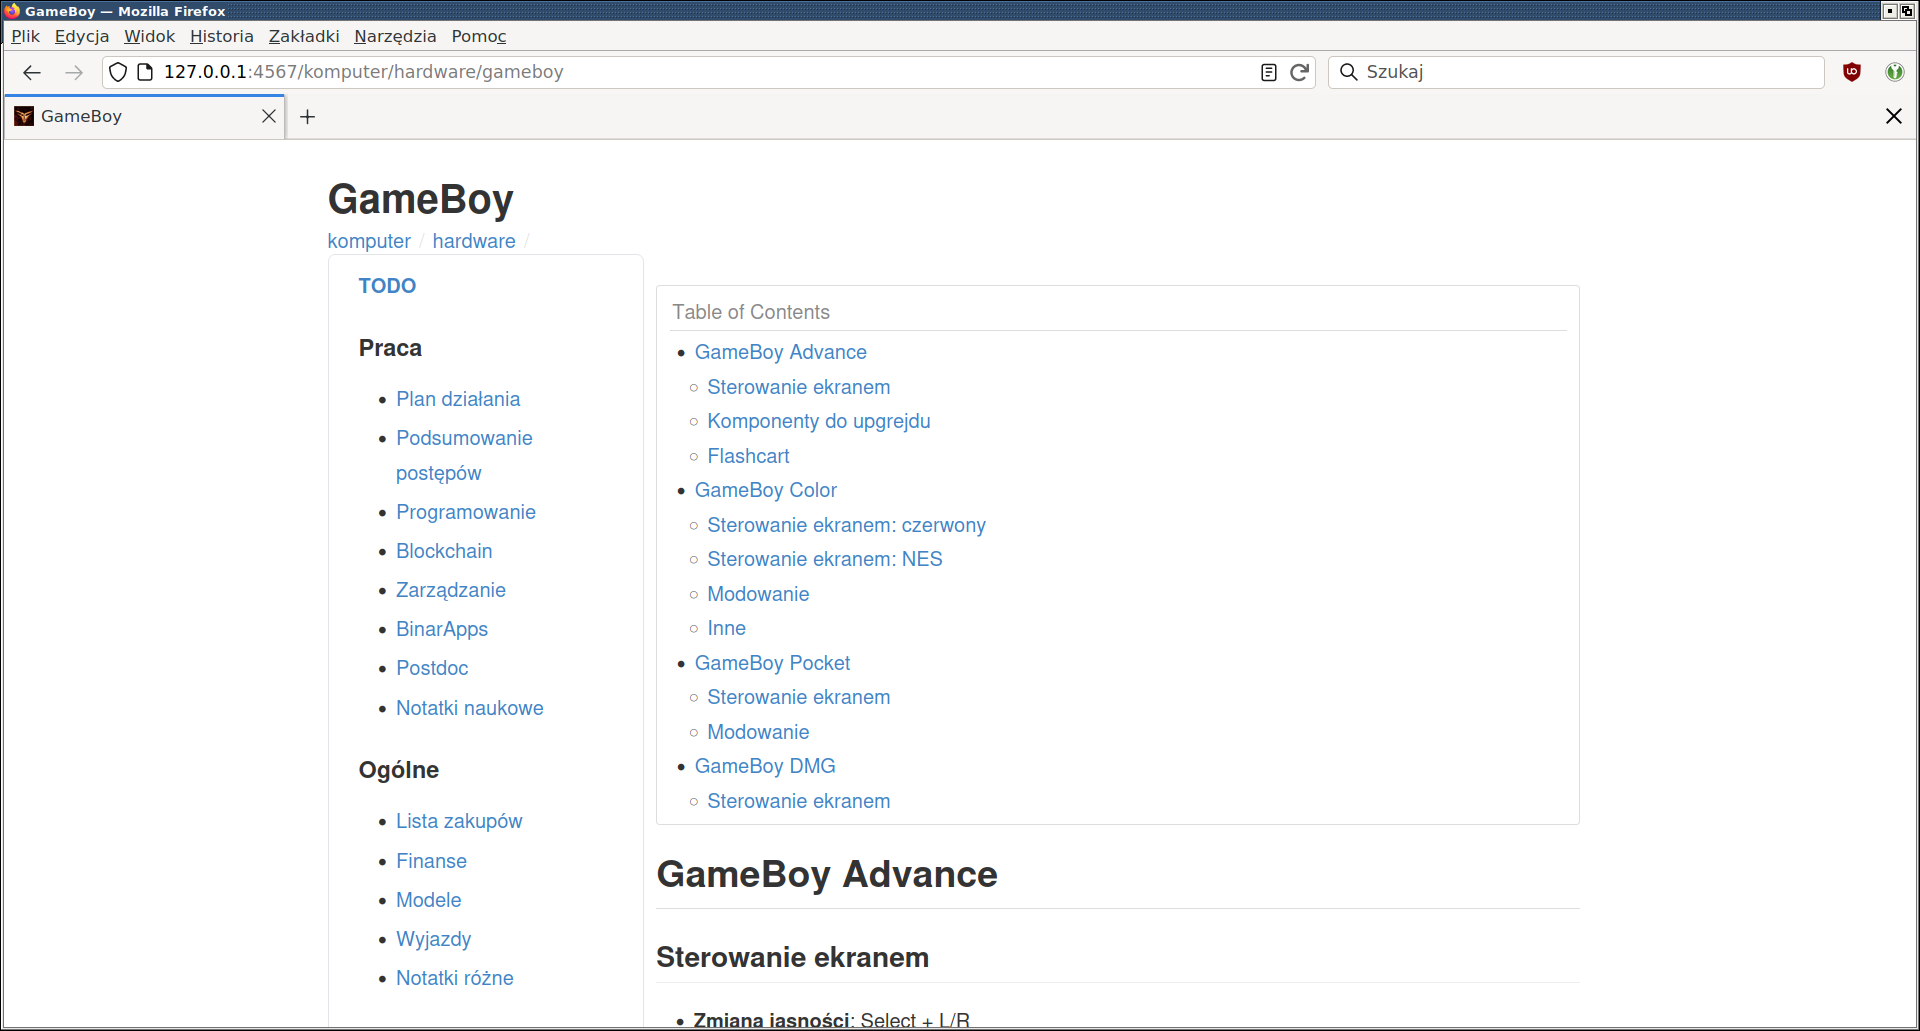 GameBoy — Mozilla Firefox
Plik Edycja Widok Historia Zakładki Narzędzia Pomoc
127.0.0.1:4567/komputer/hardware/gameboy
Szukaj
GameBoy
GameBoy
komputer / hardware /
TODO
Praca
Plan działania
Podsumowanie
postępów
Programowanie
Blockchain
Zarządzanie
BinarApps
Postdoc
Notatki naukowe
Ogólne
Lista zakupów
Finanse
Modele
Wyjazdy
Notatki różne
Table of Contents
GameBoy Advance
Sterowanie ekranem
Komponenty do upgrejdu
Flashcart
GameBoy Color
Sterowanie ekranem: czerwony
Sterowanie ekranem: NES
Modowanie
Inne
GameBoy Pocket
Sterowanie ekranem
Modowanie
GameBoy DMG
Sterowanie ekranem
GameBoy Advance
Sterowanie ekranem
Zmiana jasności: Select + L/R